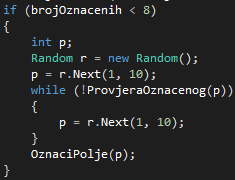 if (brojOznacenih < 8)
{
    int p;
    Random r = new Random();
    p = r.Next(1, 10);
    while (!ProvjeraOznacenog(p))
    {
        p = r.Next(1, 10);
    }
    OznaciPolje(p);
}